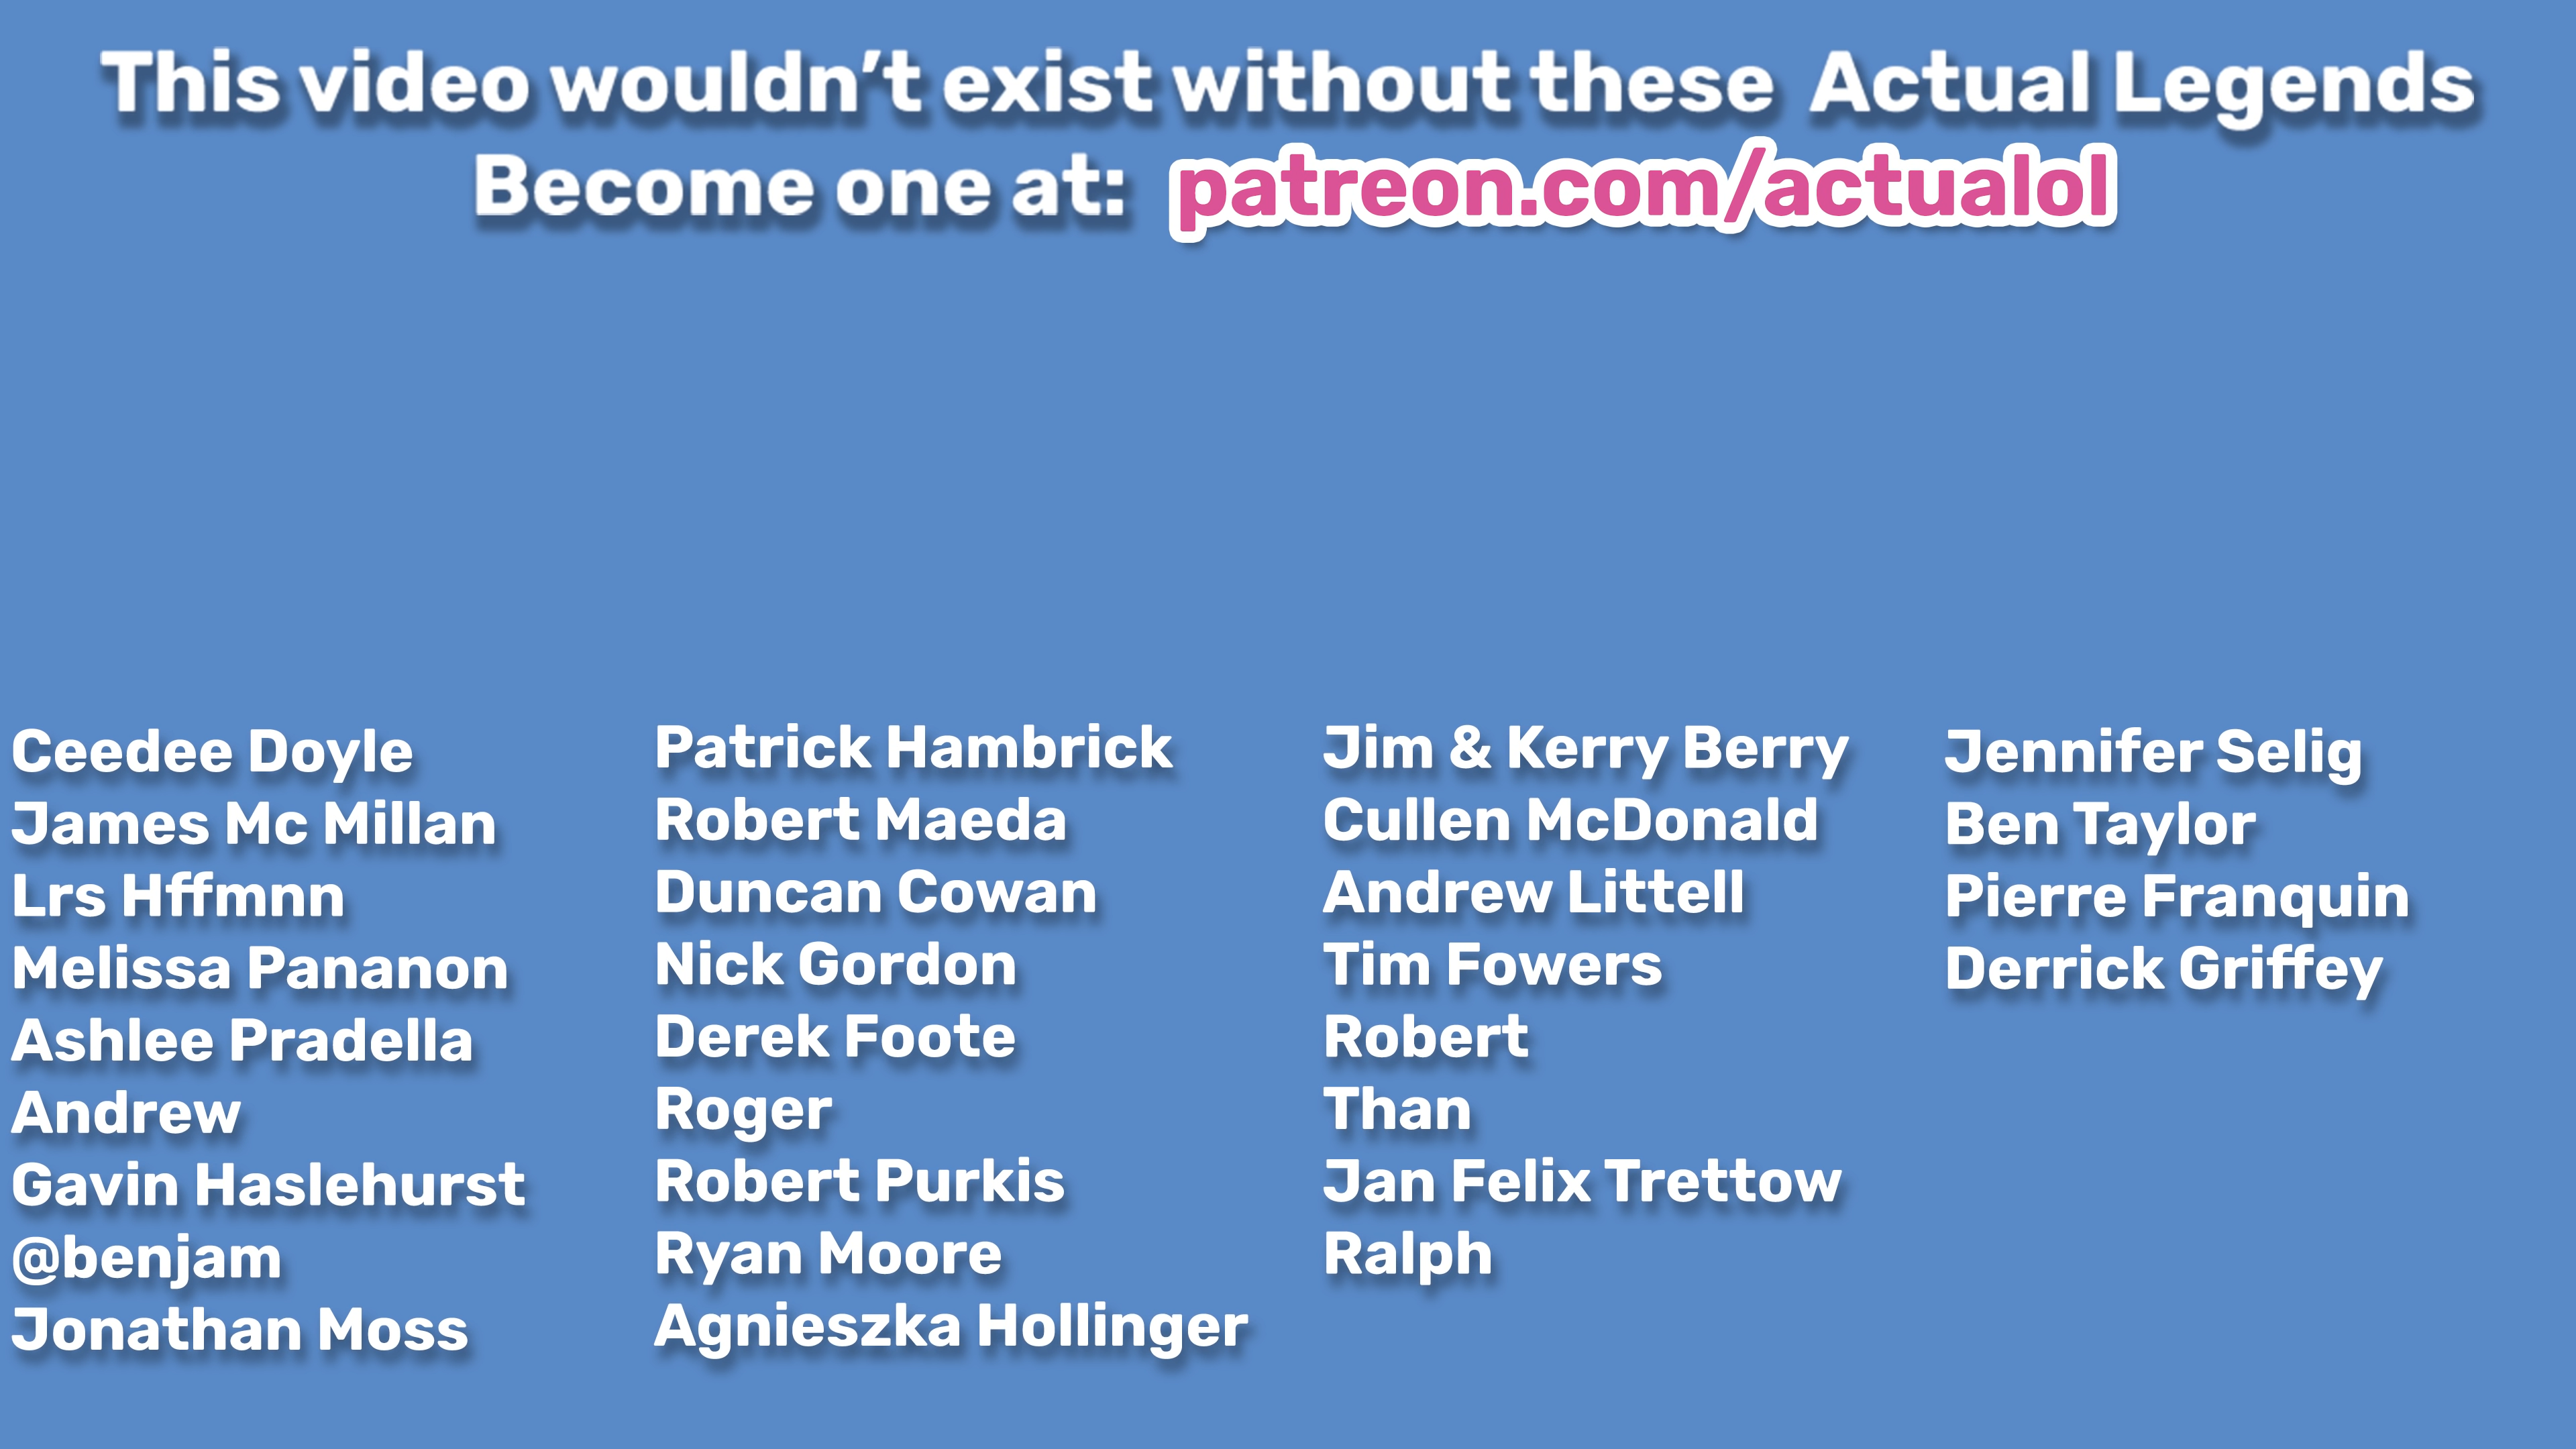 This video wouldn't exist without these Actual Legends
Become one at: patreon.com/actualol
Ceedee Doyle
James Mc Millan
Lrs Hffmnn
Melissa Pananon
Ashlee Pradella
Andrew
Gavin Haslehurst
@benjam
Jonathan Moss
Patrick Hambrick
Robert Maeda
Duncan Cowan
Nick Gordon
Derek Foote
Roger
Robert Purkis
Ryan Moore
Agnieszka Hollinger
Jim & Kerry Berry
Cullen McDonald
Andrew Littell
Tim Fowers
Robert
Than
Jan Felix Trettow
Ralph
Jennifer Selig
Ben Taylor
Pierre Franquin
Derrick Griffey